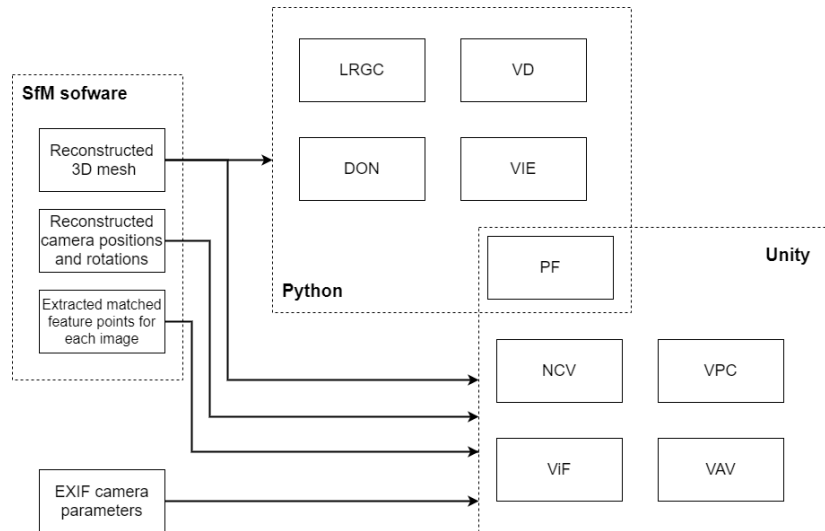 SfM sofware
Reconstructed
3D mesh
Reconstructed
camera positions
and rotations
Extracted matched
feature points for
each image
EXIF camera
parameters
LRGC
VD
DON
VIE
Python
PF
Unity
NCV
VPC
ViF
VAV